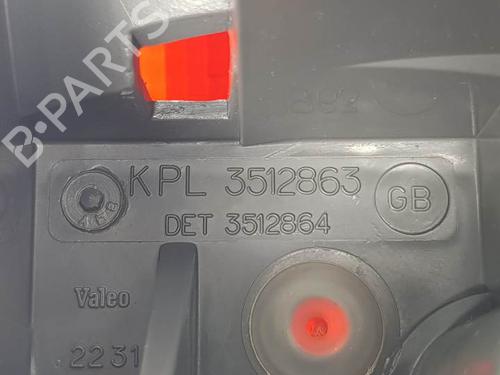 B-PARTS
KPL 3512863
GB
DET 3512864
Valeo
2231